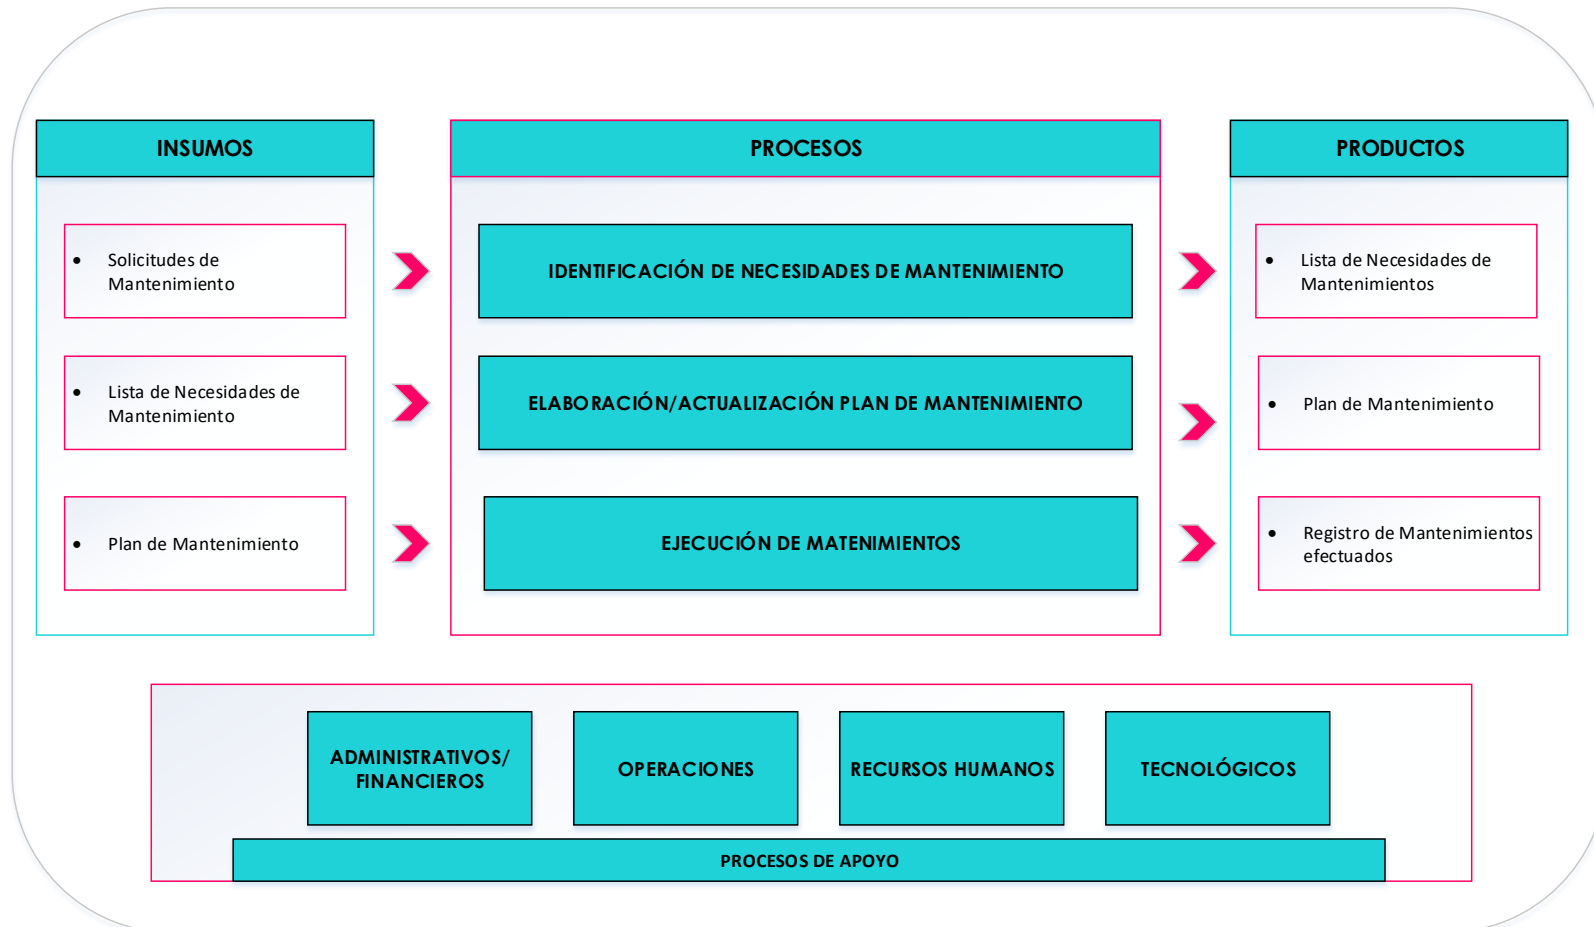 INSUMOS
PROCESOS
PRODUCTOS
• Solicitudes de
Mantenimiento
IDENTIFICACIÓN DE NECESIDADES DE MANTENIMIENTO
• Lista de Necesidades de
Mantenimientos
• Lista de Necesidades de
Mantenimiento
ELABORACIÓN/ACTUALIZACIÓN PLAN DE MANTENIMIENTO
• Plan de Mantenimiento
• Plan de Mantenimiento
EJECUCIÓN DE MATENIMIENTOS
• Registro de Mantenimientos
efectuados
ADMINISTRATIVOS/
FINANCIEROS
OPERACIONES
RECURSOS HUMANOS
TECNOLÓGICOS
PROCESOS DE APOYO